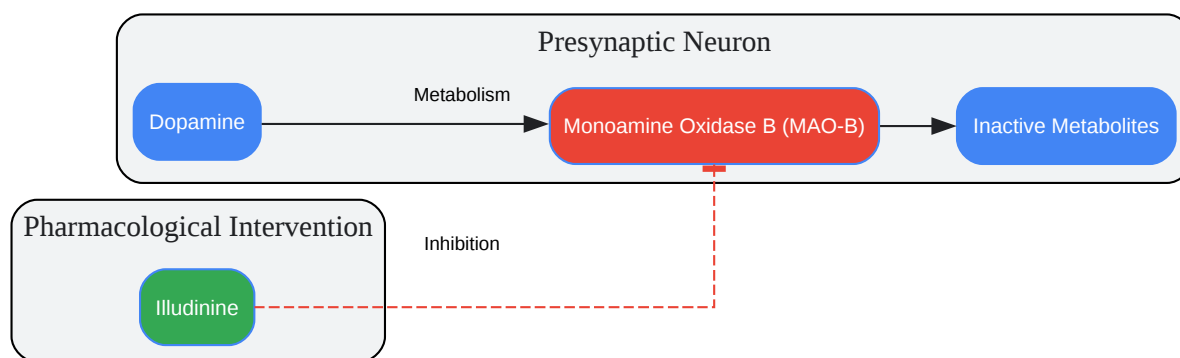 Presynaptic Neuron
Dopamine
Metabolism
Monoamine Oxidase B (MAO-B)
Inactive Metabolites
Pharmacological Intervention
Inhibition
Illudinine